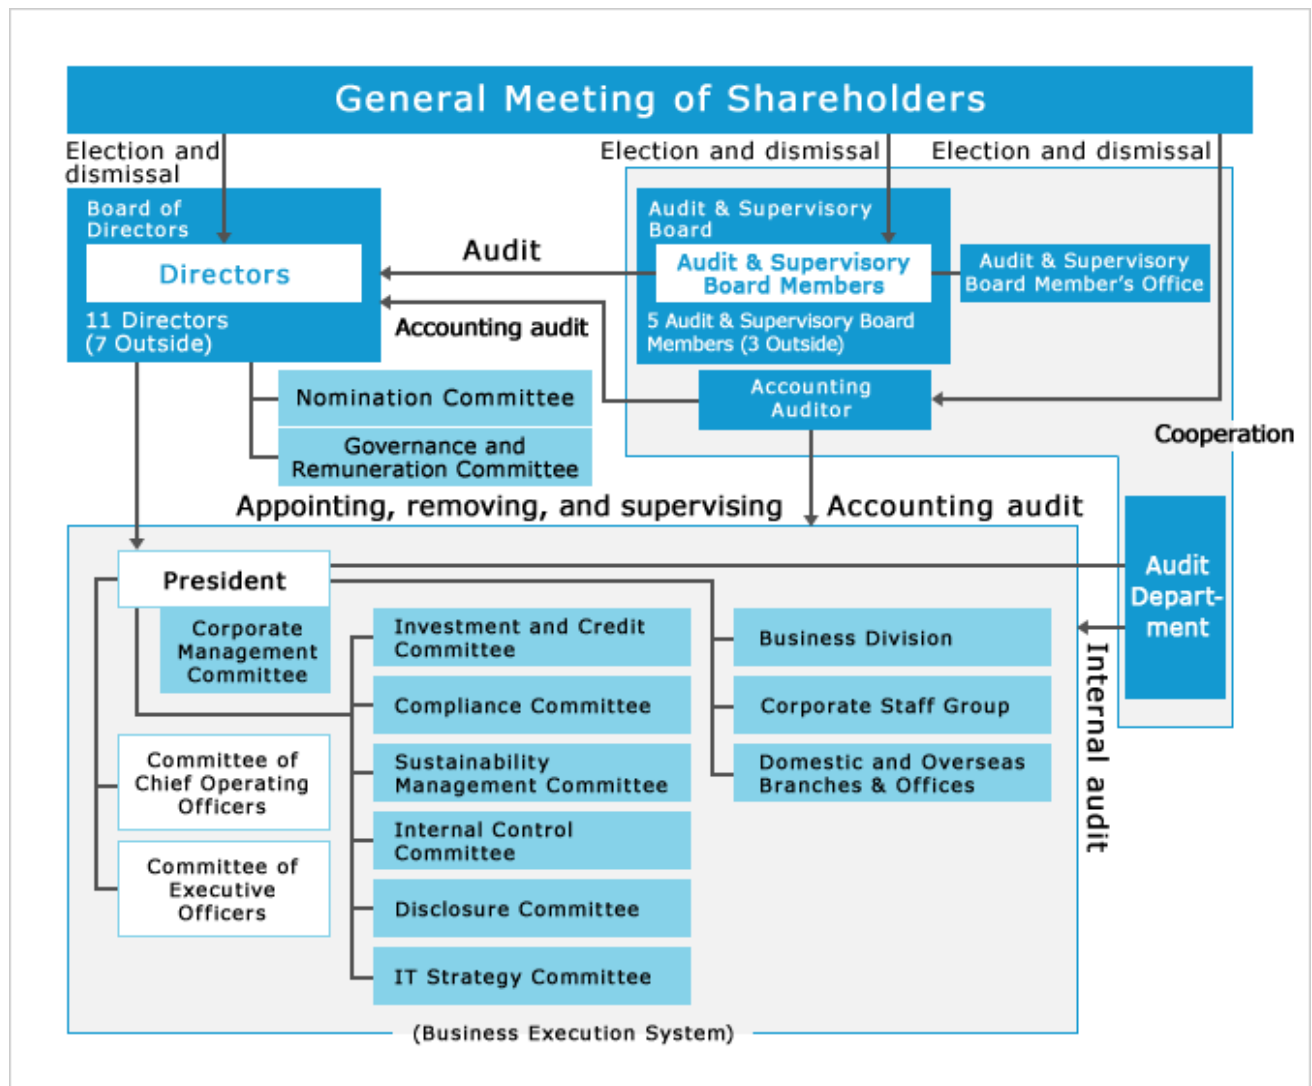 General Meeting of Shareholders
Election and
dismissal
Election and dismissal
Election and dismissal
Board of
Directors
Directors
11 Directors
(7 Outside)
Audit
Accounting audit
Audit & Supervisory
Board
Audit & Supervisory
Board Members
5 Audit & Supervisory Board
Members (3 Outside)
Audit & Supervisory
Board Member's Office
Accounting
Auditor
Nomination Committee
Governance and
Remuneration Committee
Cooperation
Appointing, removing, and supervising
Accounting audit
Audit
Depart-
ment
Internal audit
President
Corporate
Management
Committee
Committee of
Chief Operating
Officers
Committee of
Executive
Officers
Investment and Credit
Committee
Compliance Committee
Sustainability
Management Committee
Internal Control
Committee
Disclosure Committee
IT Strategy Committee
Business Division
Corporate Staff Group
Domestic and Overseas
Branches & Offices
(Business Execution System)